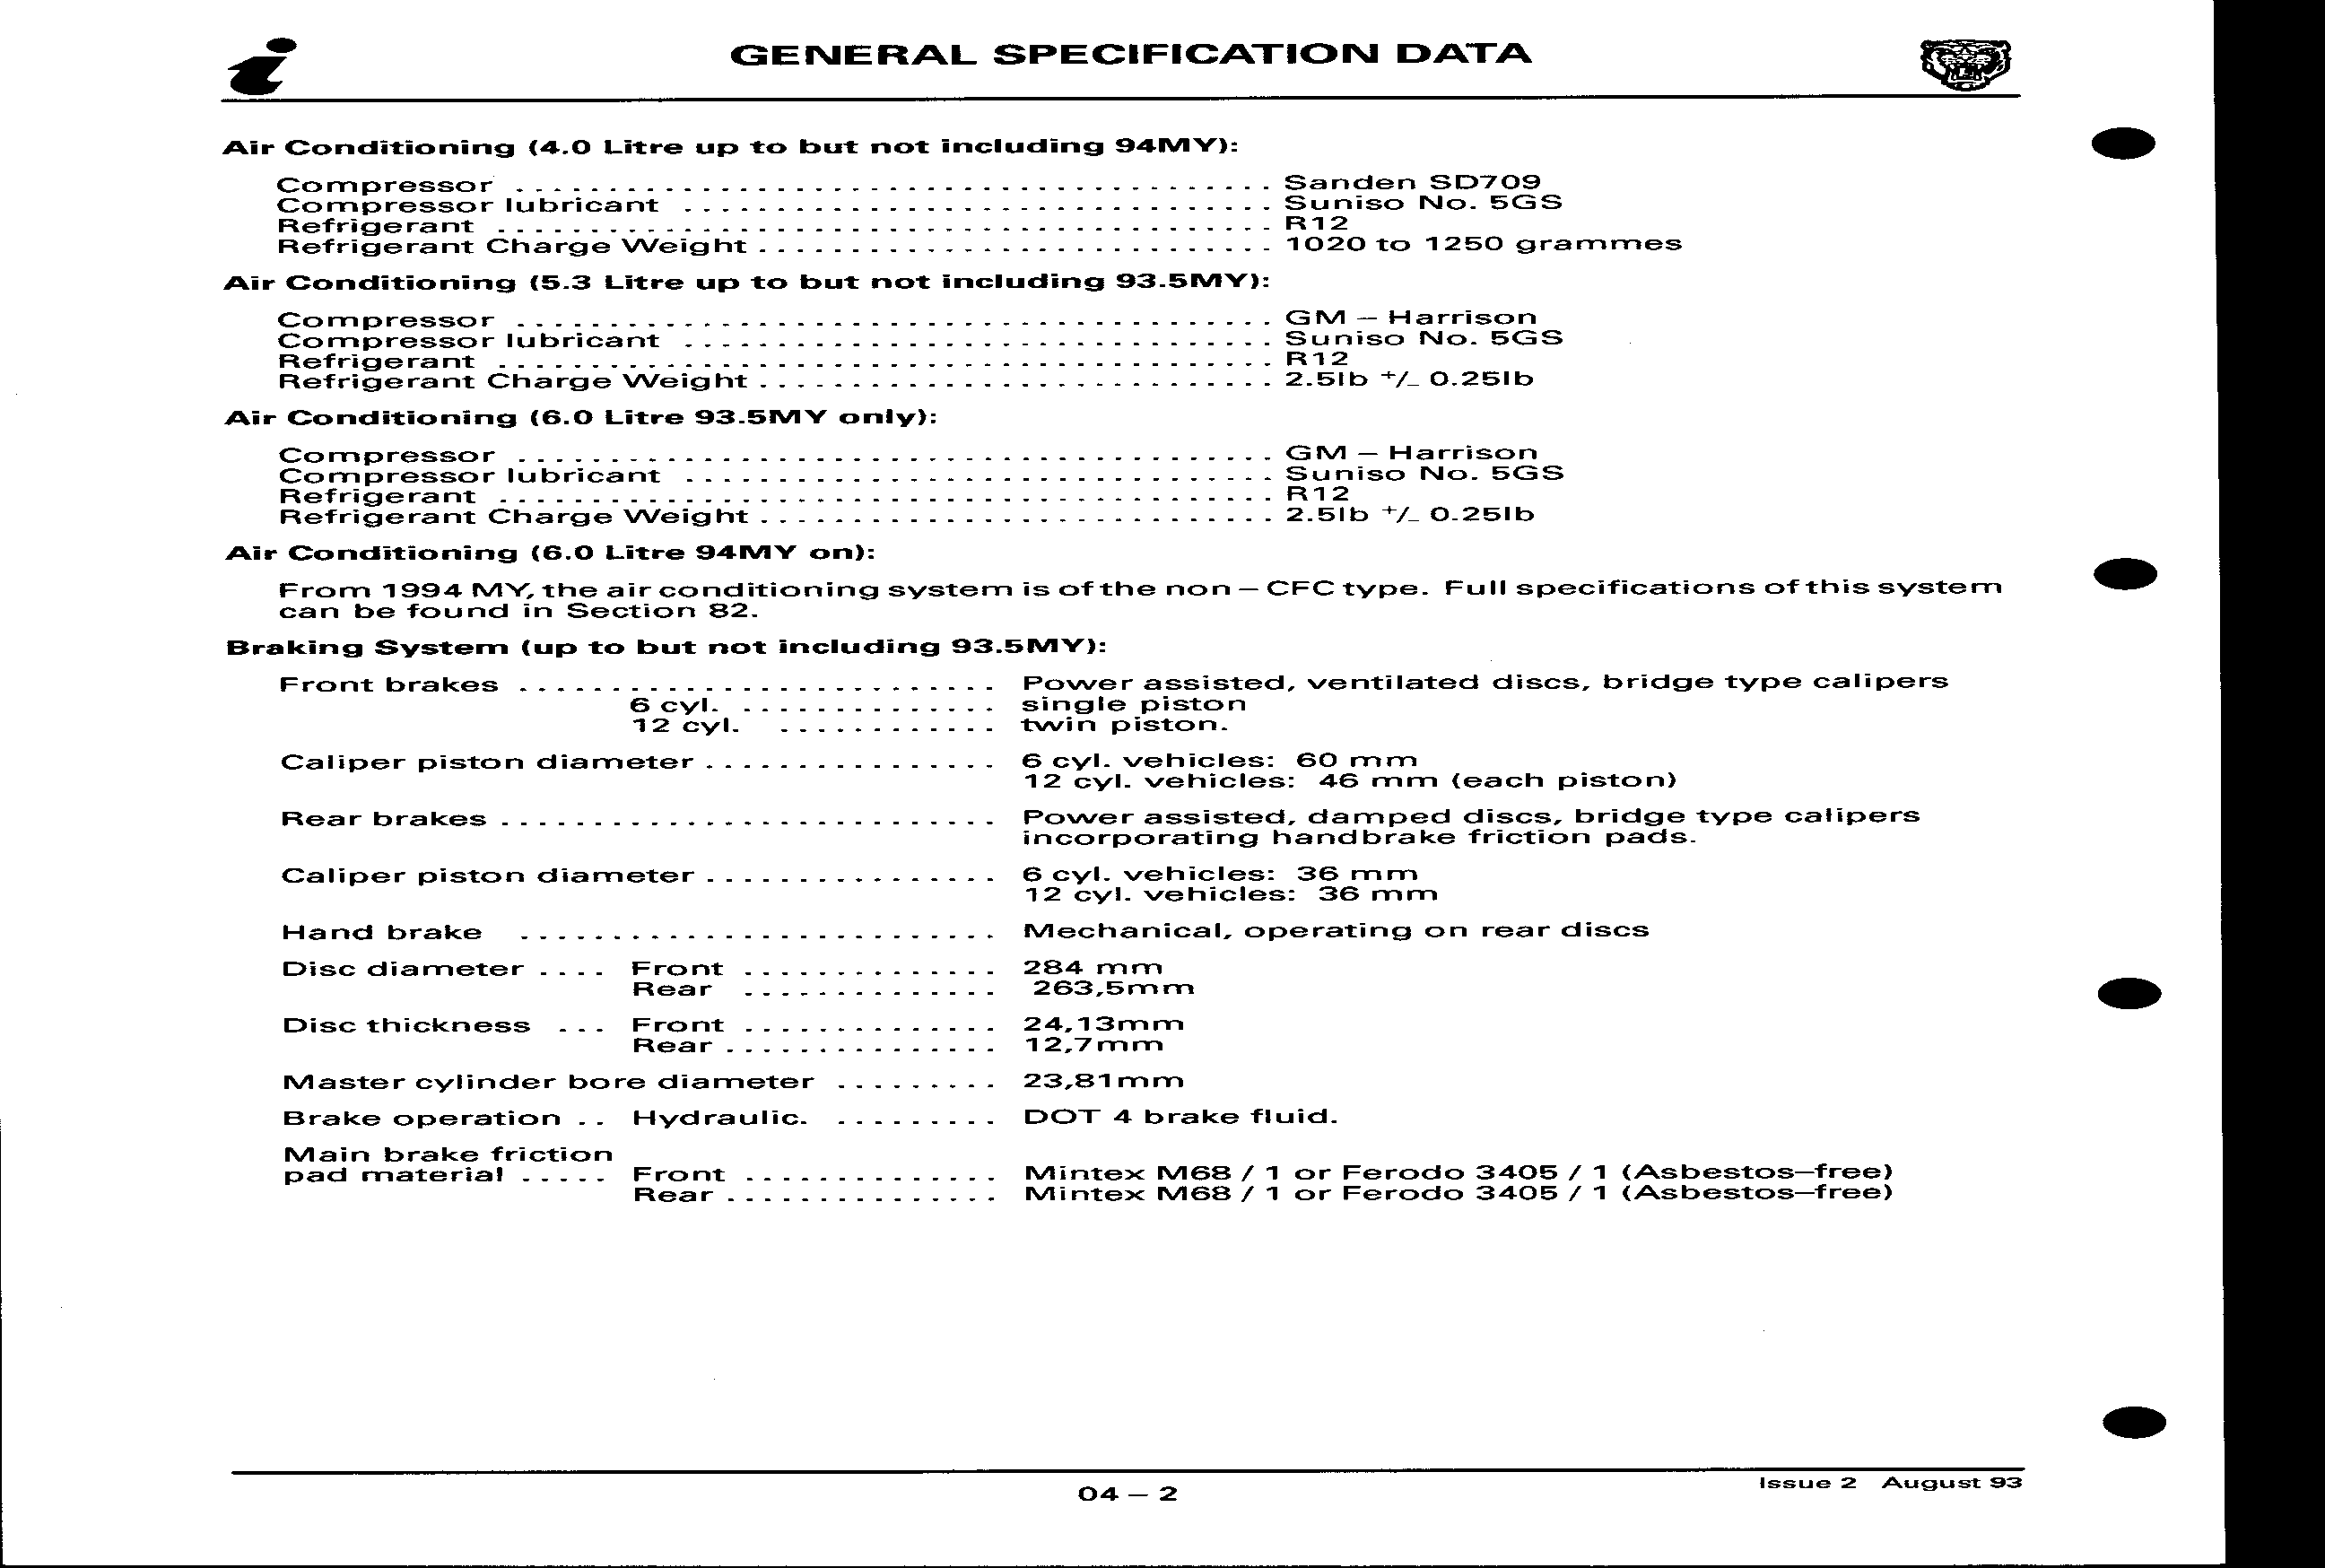 GENERAL SPECIFICATION DATA
Air Conditioning (4.0 Litre up to but not including 94MY):
Compressor ........................................ Sanden SD709
Compressor lubricant ................................ Suniso No. 5GS
Refrigerant .......................................... R12
Refrigerant Charge Weight ............................ 1020 to 1250 grammes
Air Conditioning (5.3 Litre up to but not including 93.5MY):
Compressor ........................................ GM – Harrison
Compressor lubricant ................................ Suniso No. 5GS
Refrigerant .......................................... R12
Refrigerant Charge Weight ............................ 2.5lb +/_ 0.25lb
Air Conditioning (6.0 Litre 93.5MY only):
Compressor ........................................ GM – Harrison
Compressor lubricant ................................ Suniso No. 5GS
Refrigerant .......................................... R12
Refrigerant Charge Weight ............................ 2.5lb +/_ 0.25lb
Air Conditioning (6.0 Litre 94MY on):
From 1994 MY, the air conditioning system is of the non – CFC type. Full specifications of this system
can be found in Section 82.
Braking System (up to but not including 93.5MY):
Front brakes .......................... Power assisted, ventilated discs, bridge type calipers
6 cyl. .............. single piston
12 cyl. ............ twin piston.
Caliper piston diameter ................ 6 cyl. vehicles: 60 mm
12 cyl. vehicles: 46 mm (each piston)
Rear brakes ........................... Power assisted, damped discs, bridge type calipers
incorporating handbrake friction pads.
Caliper piston diameter ................ 6 cyl. vehicles: 36 mm
12 cyl. vehicles: 36 mm
Hand brake .......................... Mechanical, operating on rear discs
Disc diameter .... Front .............. 284 mm
Rear .............. 263,5mm
Disc thickness ... Front .............. 24,13mm
Rear ............... 12,7mm
Master cylinder bore diameter ......... 23,81mm
Brake operation .. Hydraulic. ......... DOT 4 brake fluid.
Main brake friction
pad material ..... Front .............. Mintex M68 / 1 or Ferodo 3405 / 1 (Asbestos–free)
Rear ............... Mintex M68 / 1 or Ferodo 3405 / 1 (Asbestos–free)
04 – 2
Issue 2 August 93